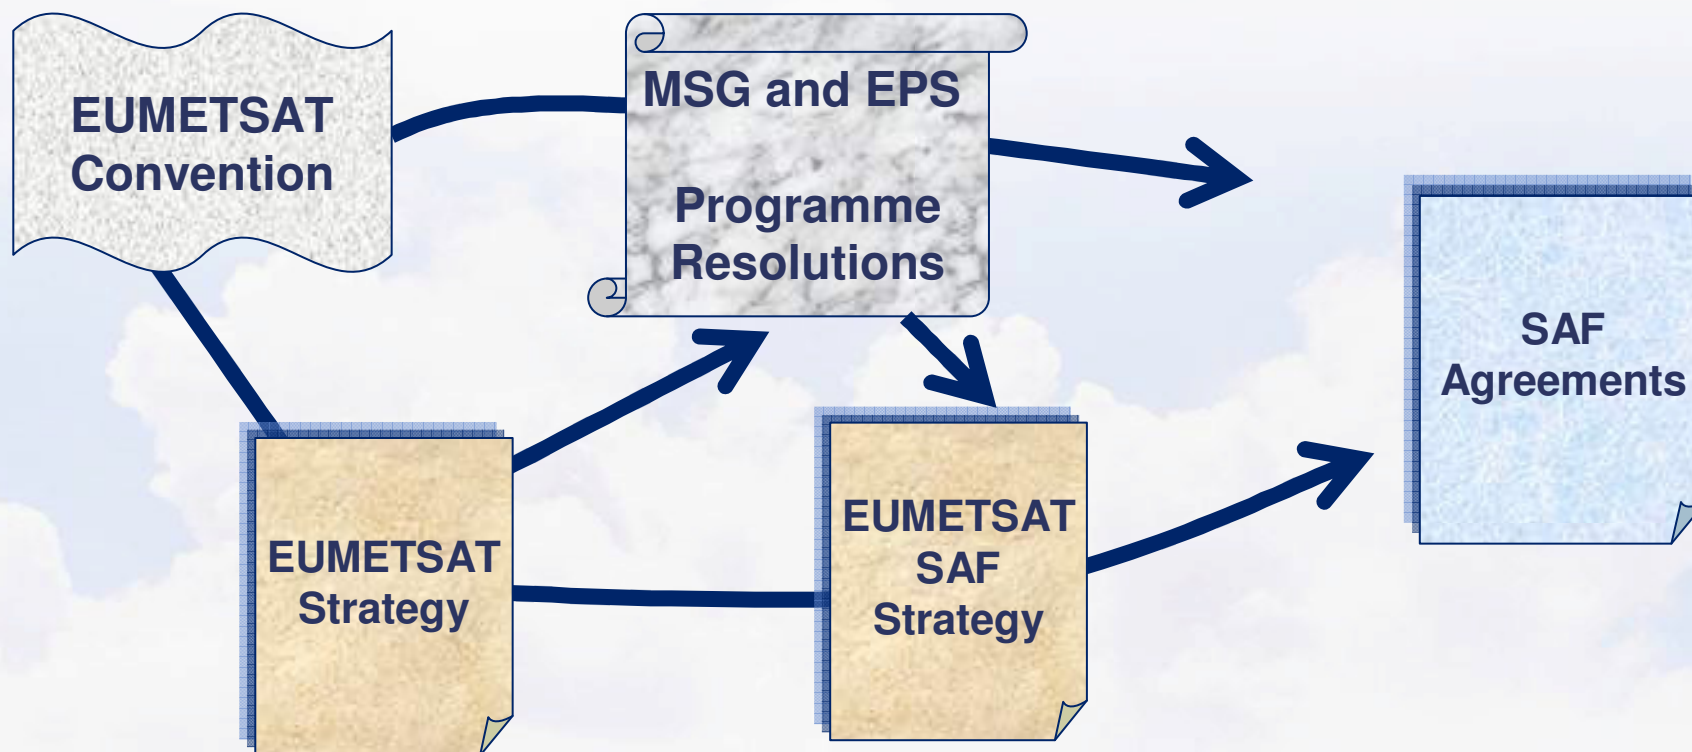 EUMETSAT
Convention
MSG and EPS
Programme
Resolutions
SAF
Agreements
EUMETSAT
Strategy
EUMETSAT
SAF
Strategy